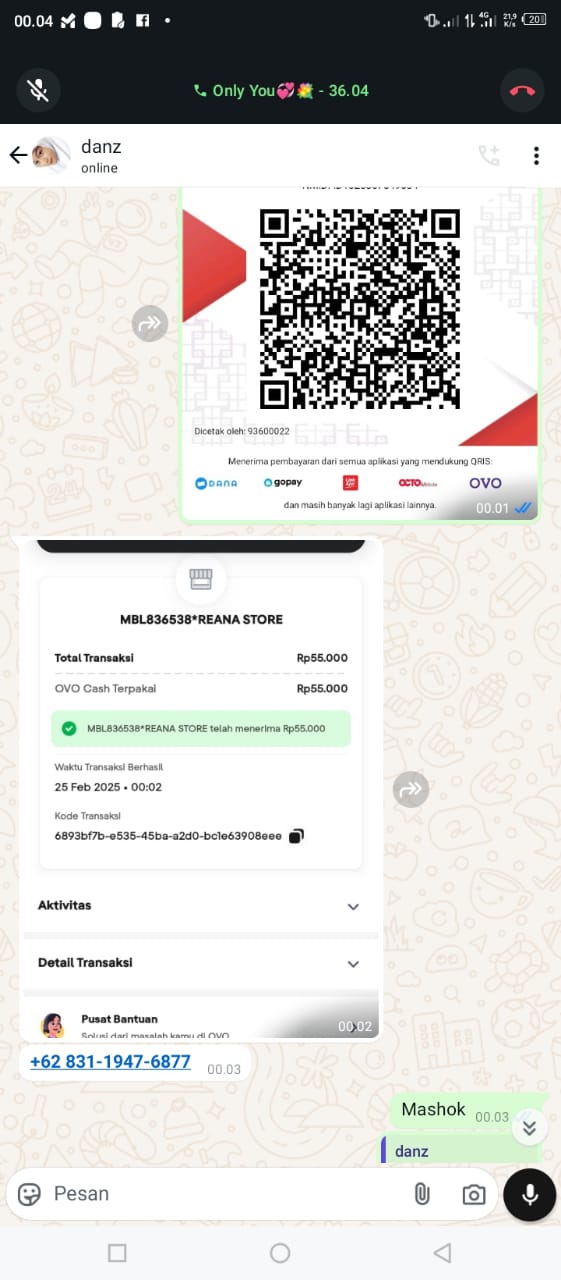 00.04
4G
21,9
K/s
20
Only You💞💐 - 36.04
danz
online
Dicetak oleh: 93600022
Menerima pembayaran dari semua aplikasi yang mendukung QRIS:
DANA gopay OCTO Mobile OVO
dan masih banyak lagi aplikasi lainnya.
00.01
MBL836538*REANA STORE
Total Transaksi Rp55.000
OVO Cash Terpakai Rp55.000
MBL836538*REANA STORE telah menerima Rp55.000
Waktu Transaksi Berhasil
25 Feb 2025 • 00:02
Kode Transaksi
6893bf7b-e535-45ba-a2d0-bc1e63908eee
Aktivitas
Detail Transaksi
Pusat Bantuan
Solusi dari masalah kamu di OVO
00.02
+62 831-1947-6877
00.03
Mashok
00.03
danz
Pesan